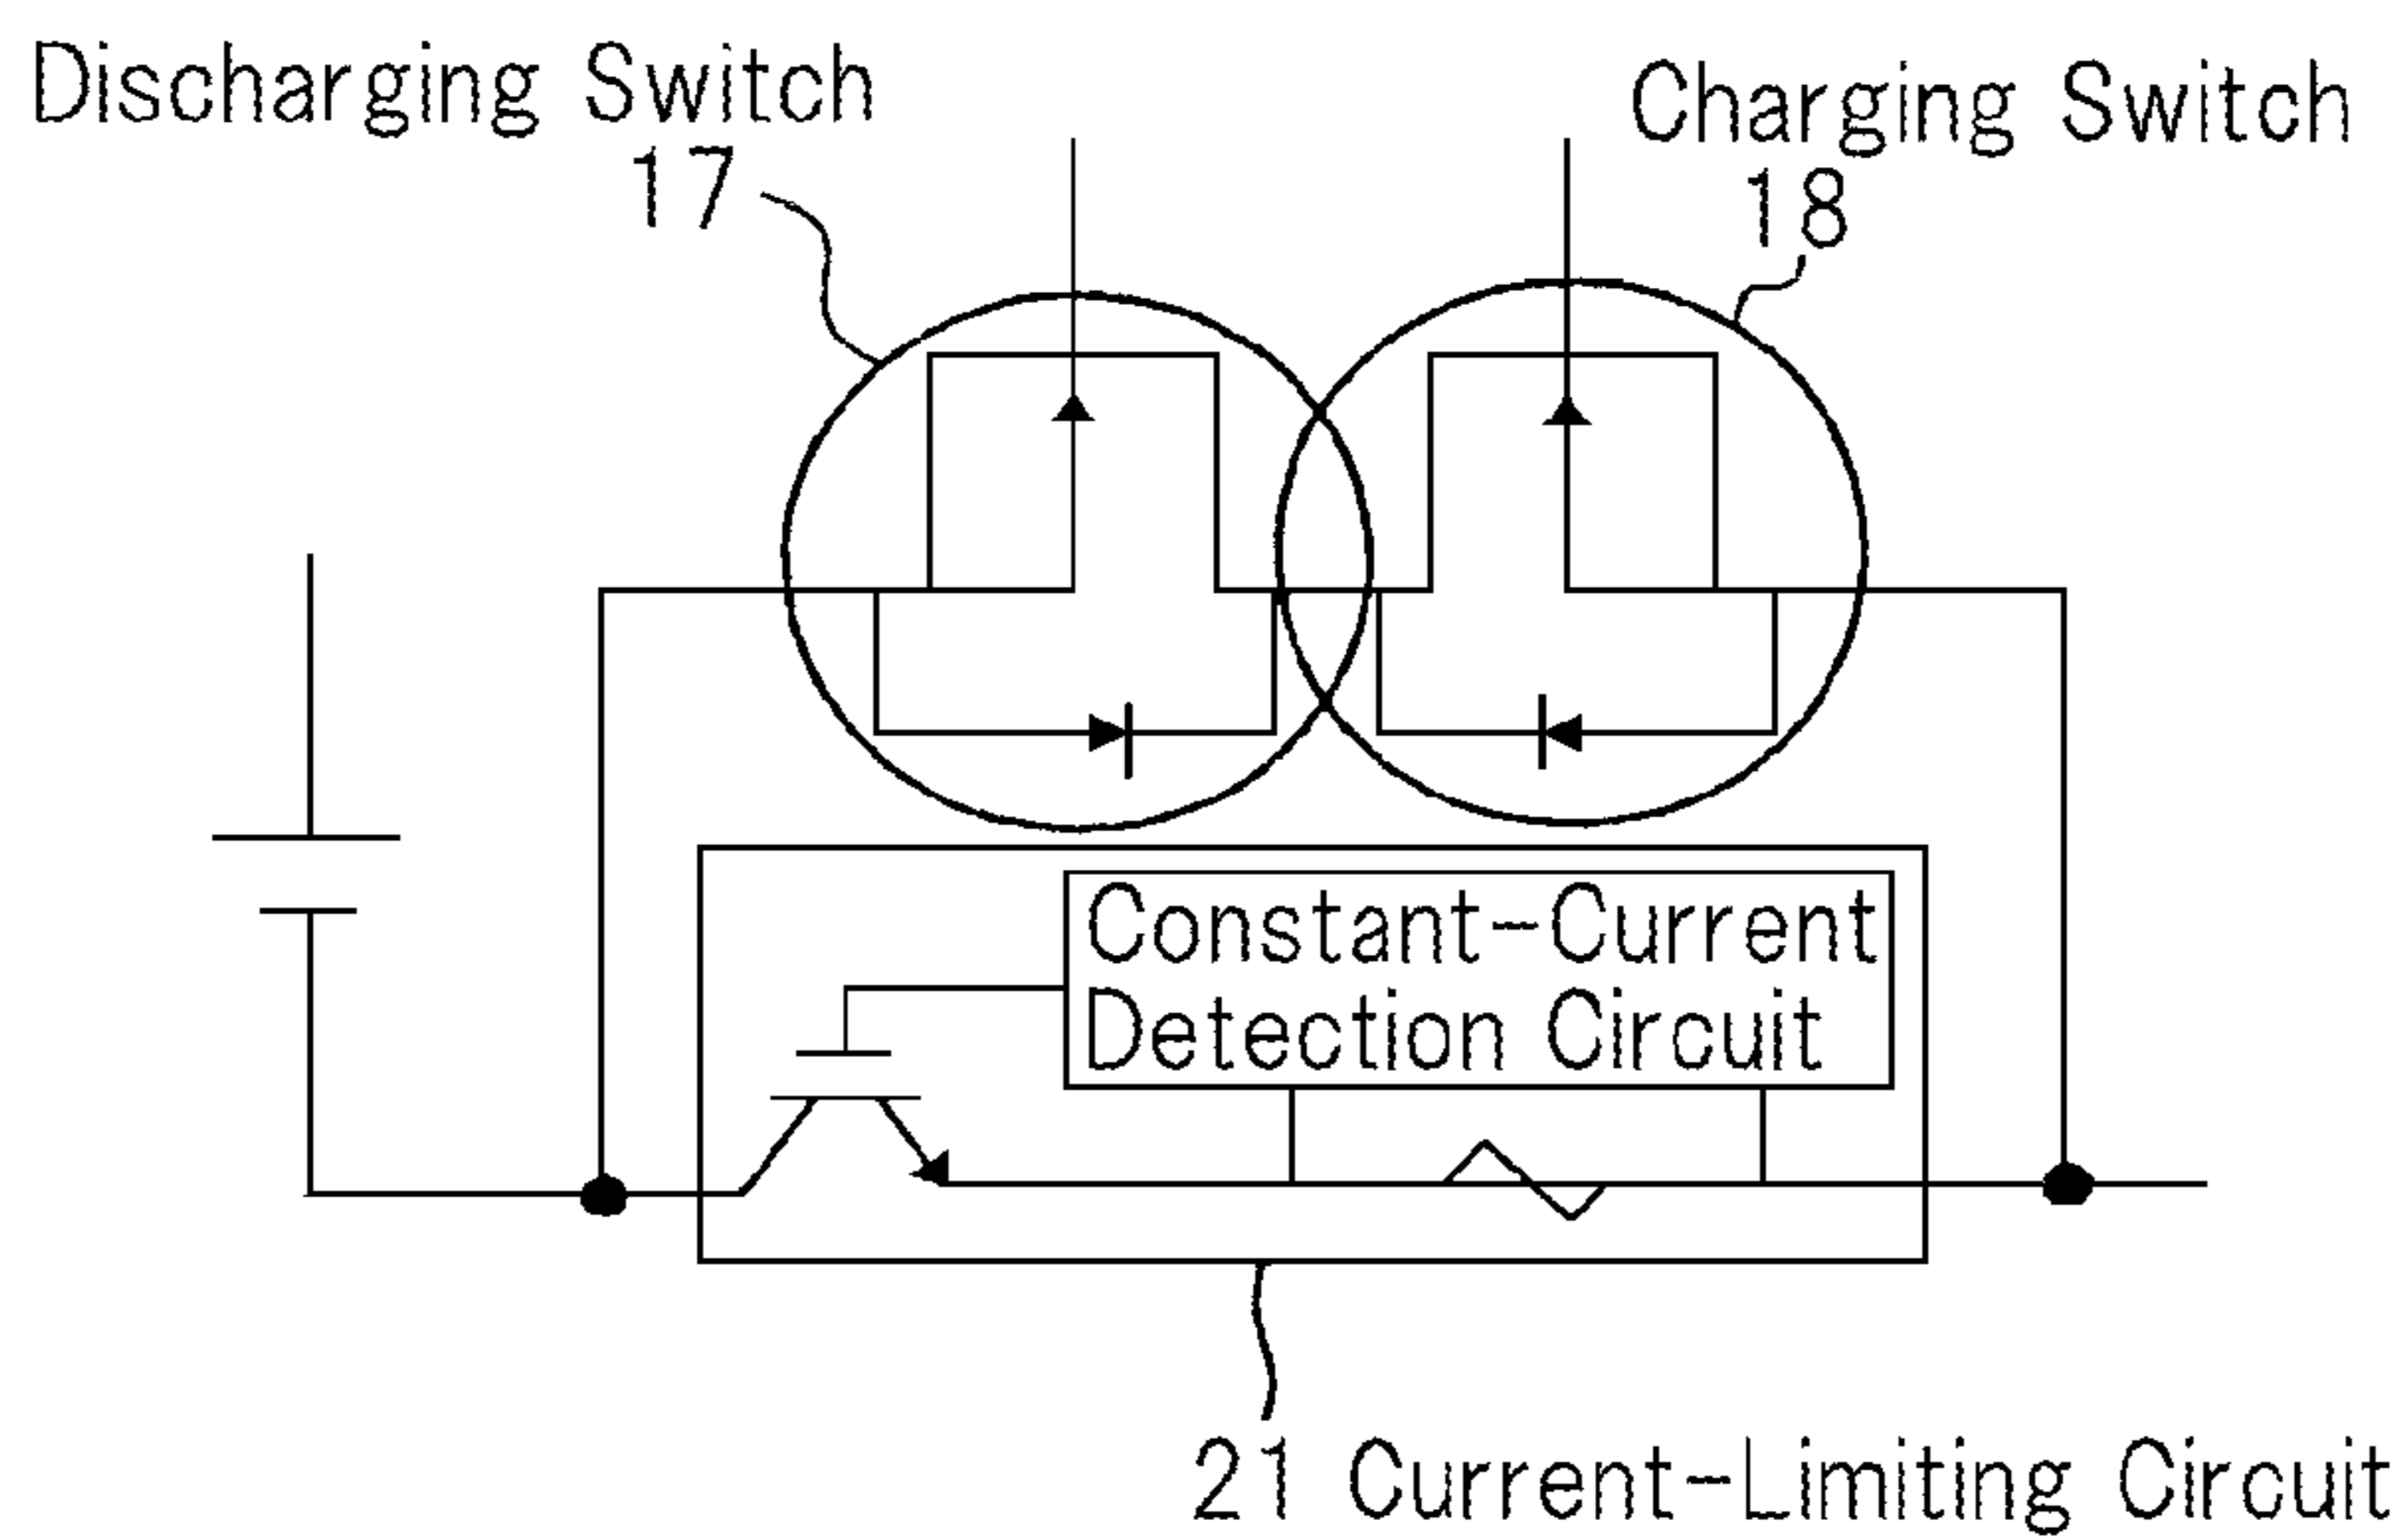 Discharging Switch
17
Charging Switch
18
Constant-Current
Detection Circuit
21 Current-Limiting Circuit